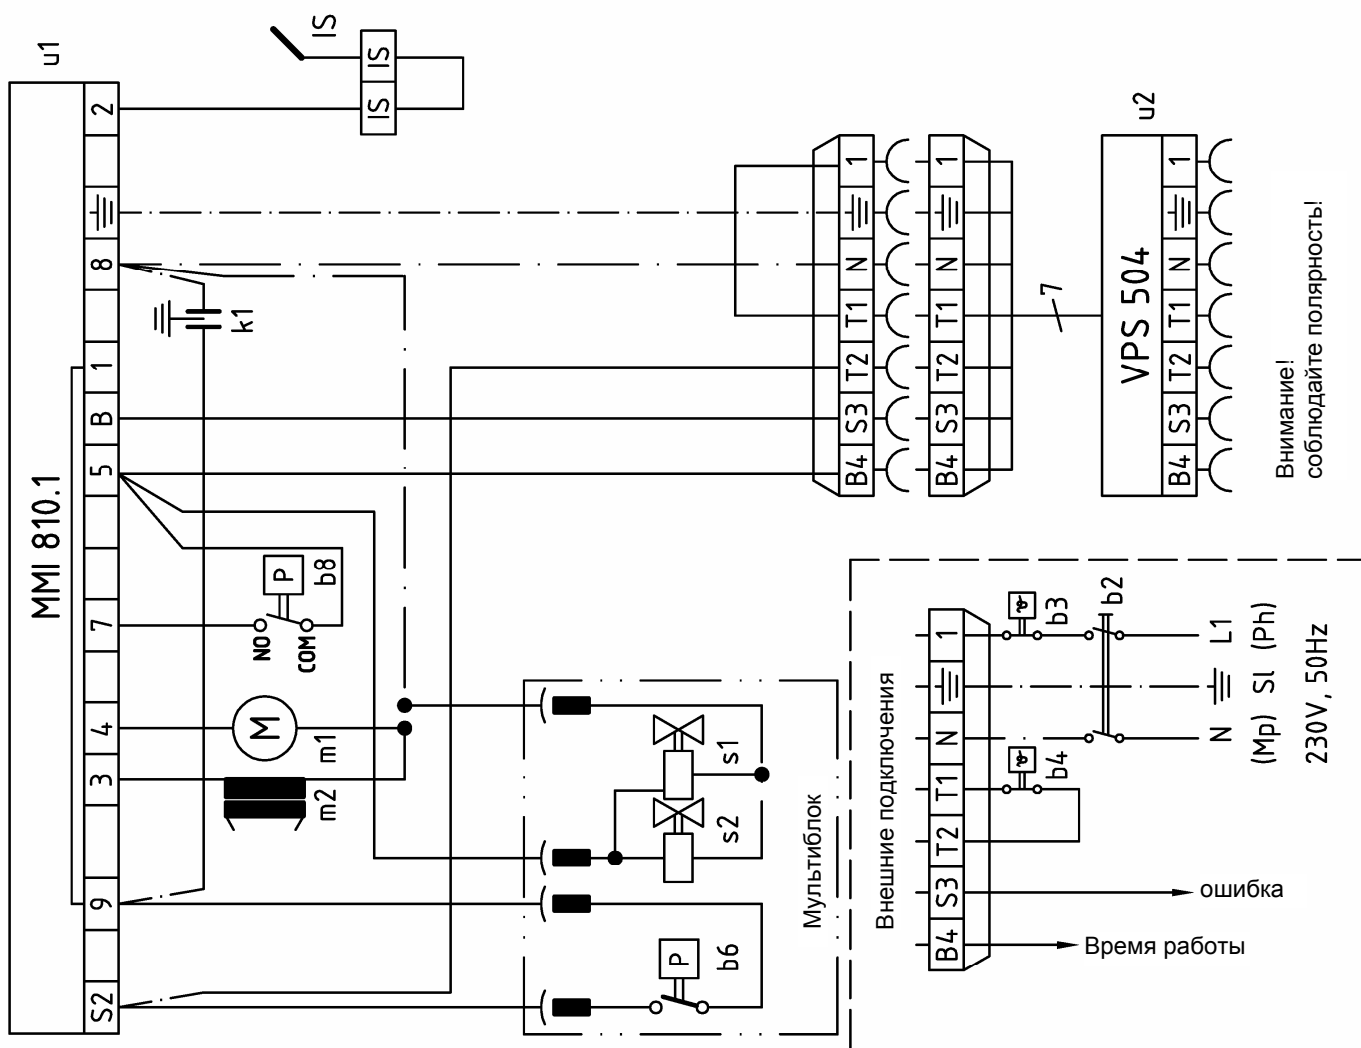 u1
MMI 810.1
S2 9 3 4 7 5 B 1 8 2
IS
IS IS
k1
NO
COM
P
b8
M
m1
m2
s1
s2
P
b6
Мультиблок
B4 S3 T2 T1 N 1
B4 S3 T2 T1 N 1
7
u2
VPS 504
B4 S3 T2 T1 N 1
Внимание!
соблюдайте полярность!
Внешние подключения
B4 S3 T2 T1 N 1
b3
b4
b2
N L1
(Mp) Sl (Ph)
230V, 50Hz
ошибка
Время работы